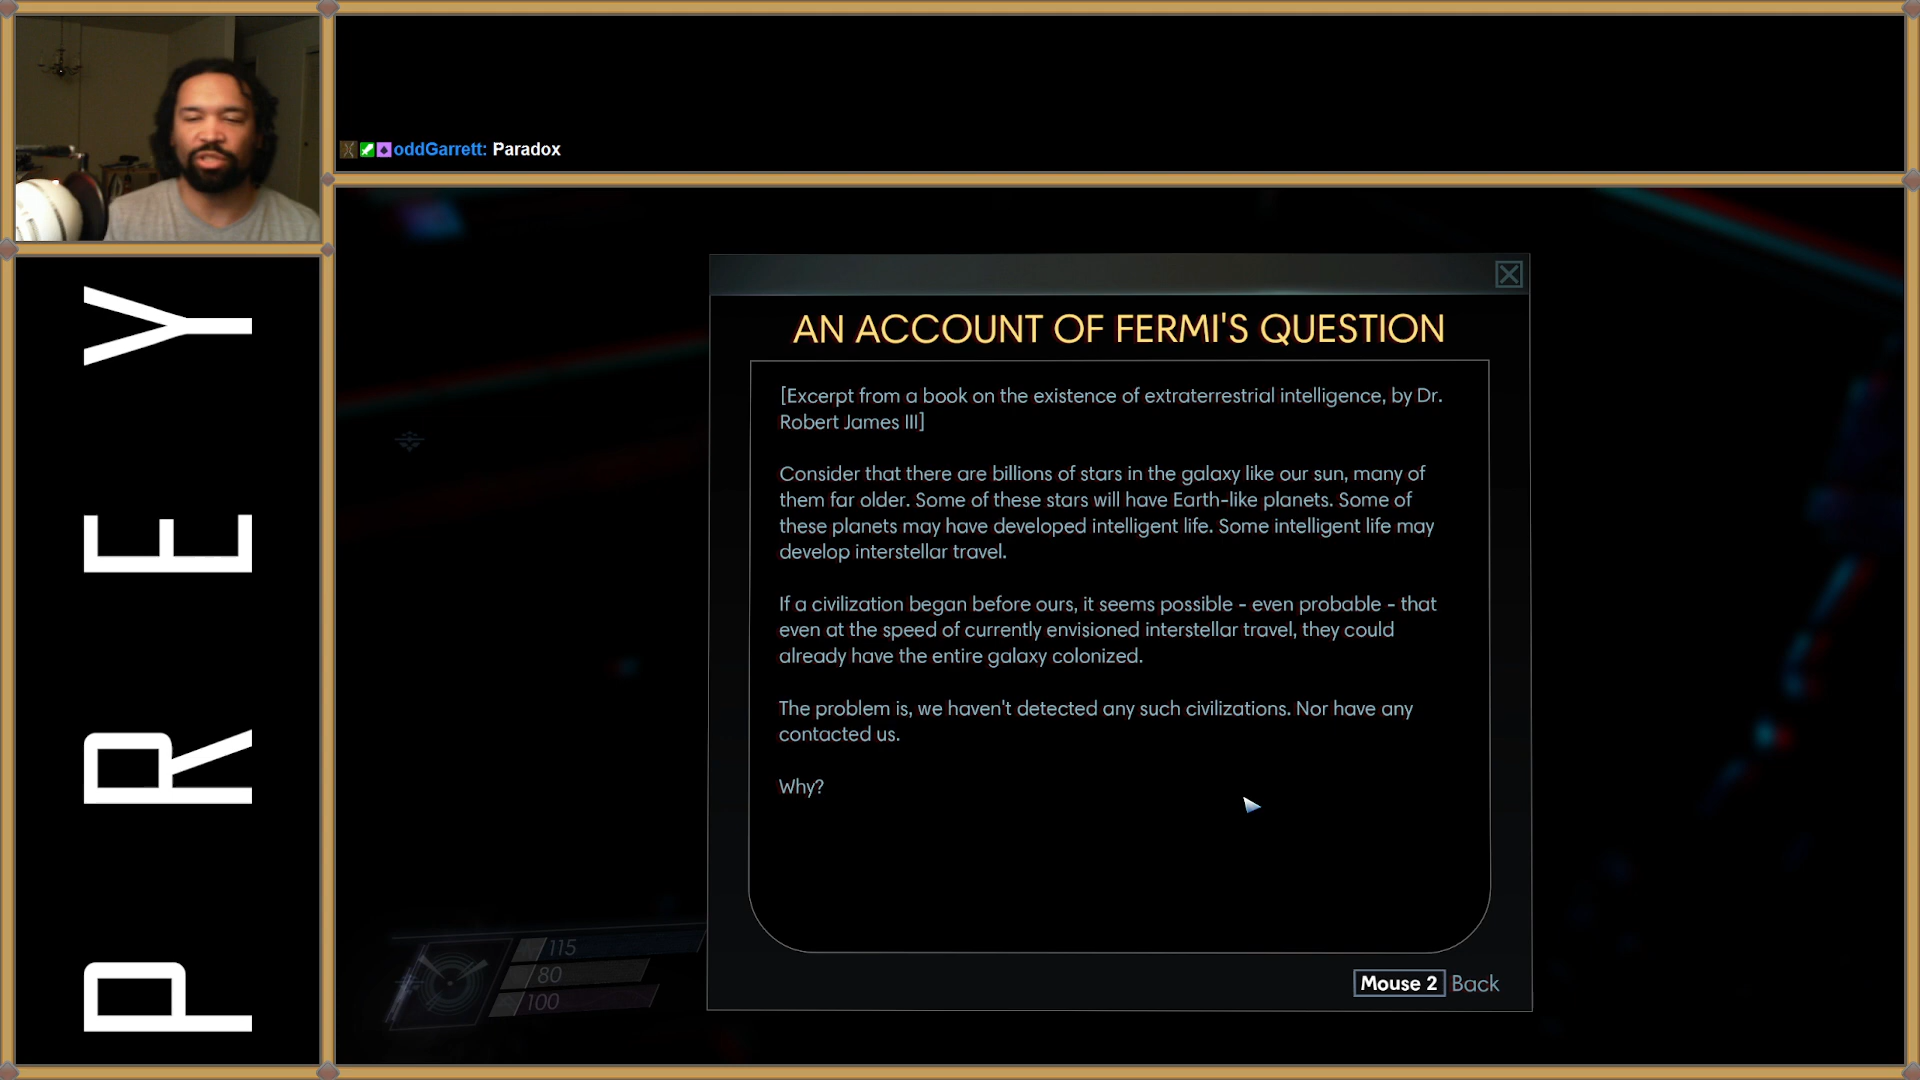 oddGarrett: Paradox
PREY
AN ACCOUNT OF FERMI'S QUESTION
[Excerpt from a book on the existence of extraterrestrial intelligence, by Dr.
Robert James III]
Consider that there are billions of stars in the galaxy like our sun, many of
them far older. Some of these stars will have Earth-like planets. Some of
these planets may have developed intelligent life. Some intelligent life may
develop interstellar travel.
If a civilization began before ours, it seems possible - even probable - that
even at the speed of currently envisioned interstellar travel, they could
already have the entire galaxy colonized.
The problem is, we haven't detected any such civilizations. Nor have any
contacted us.
Why?
115
80
100
Mouse 2 Back